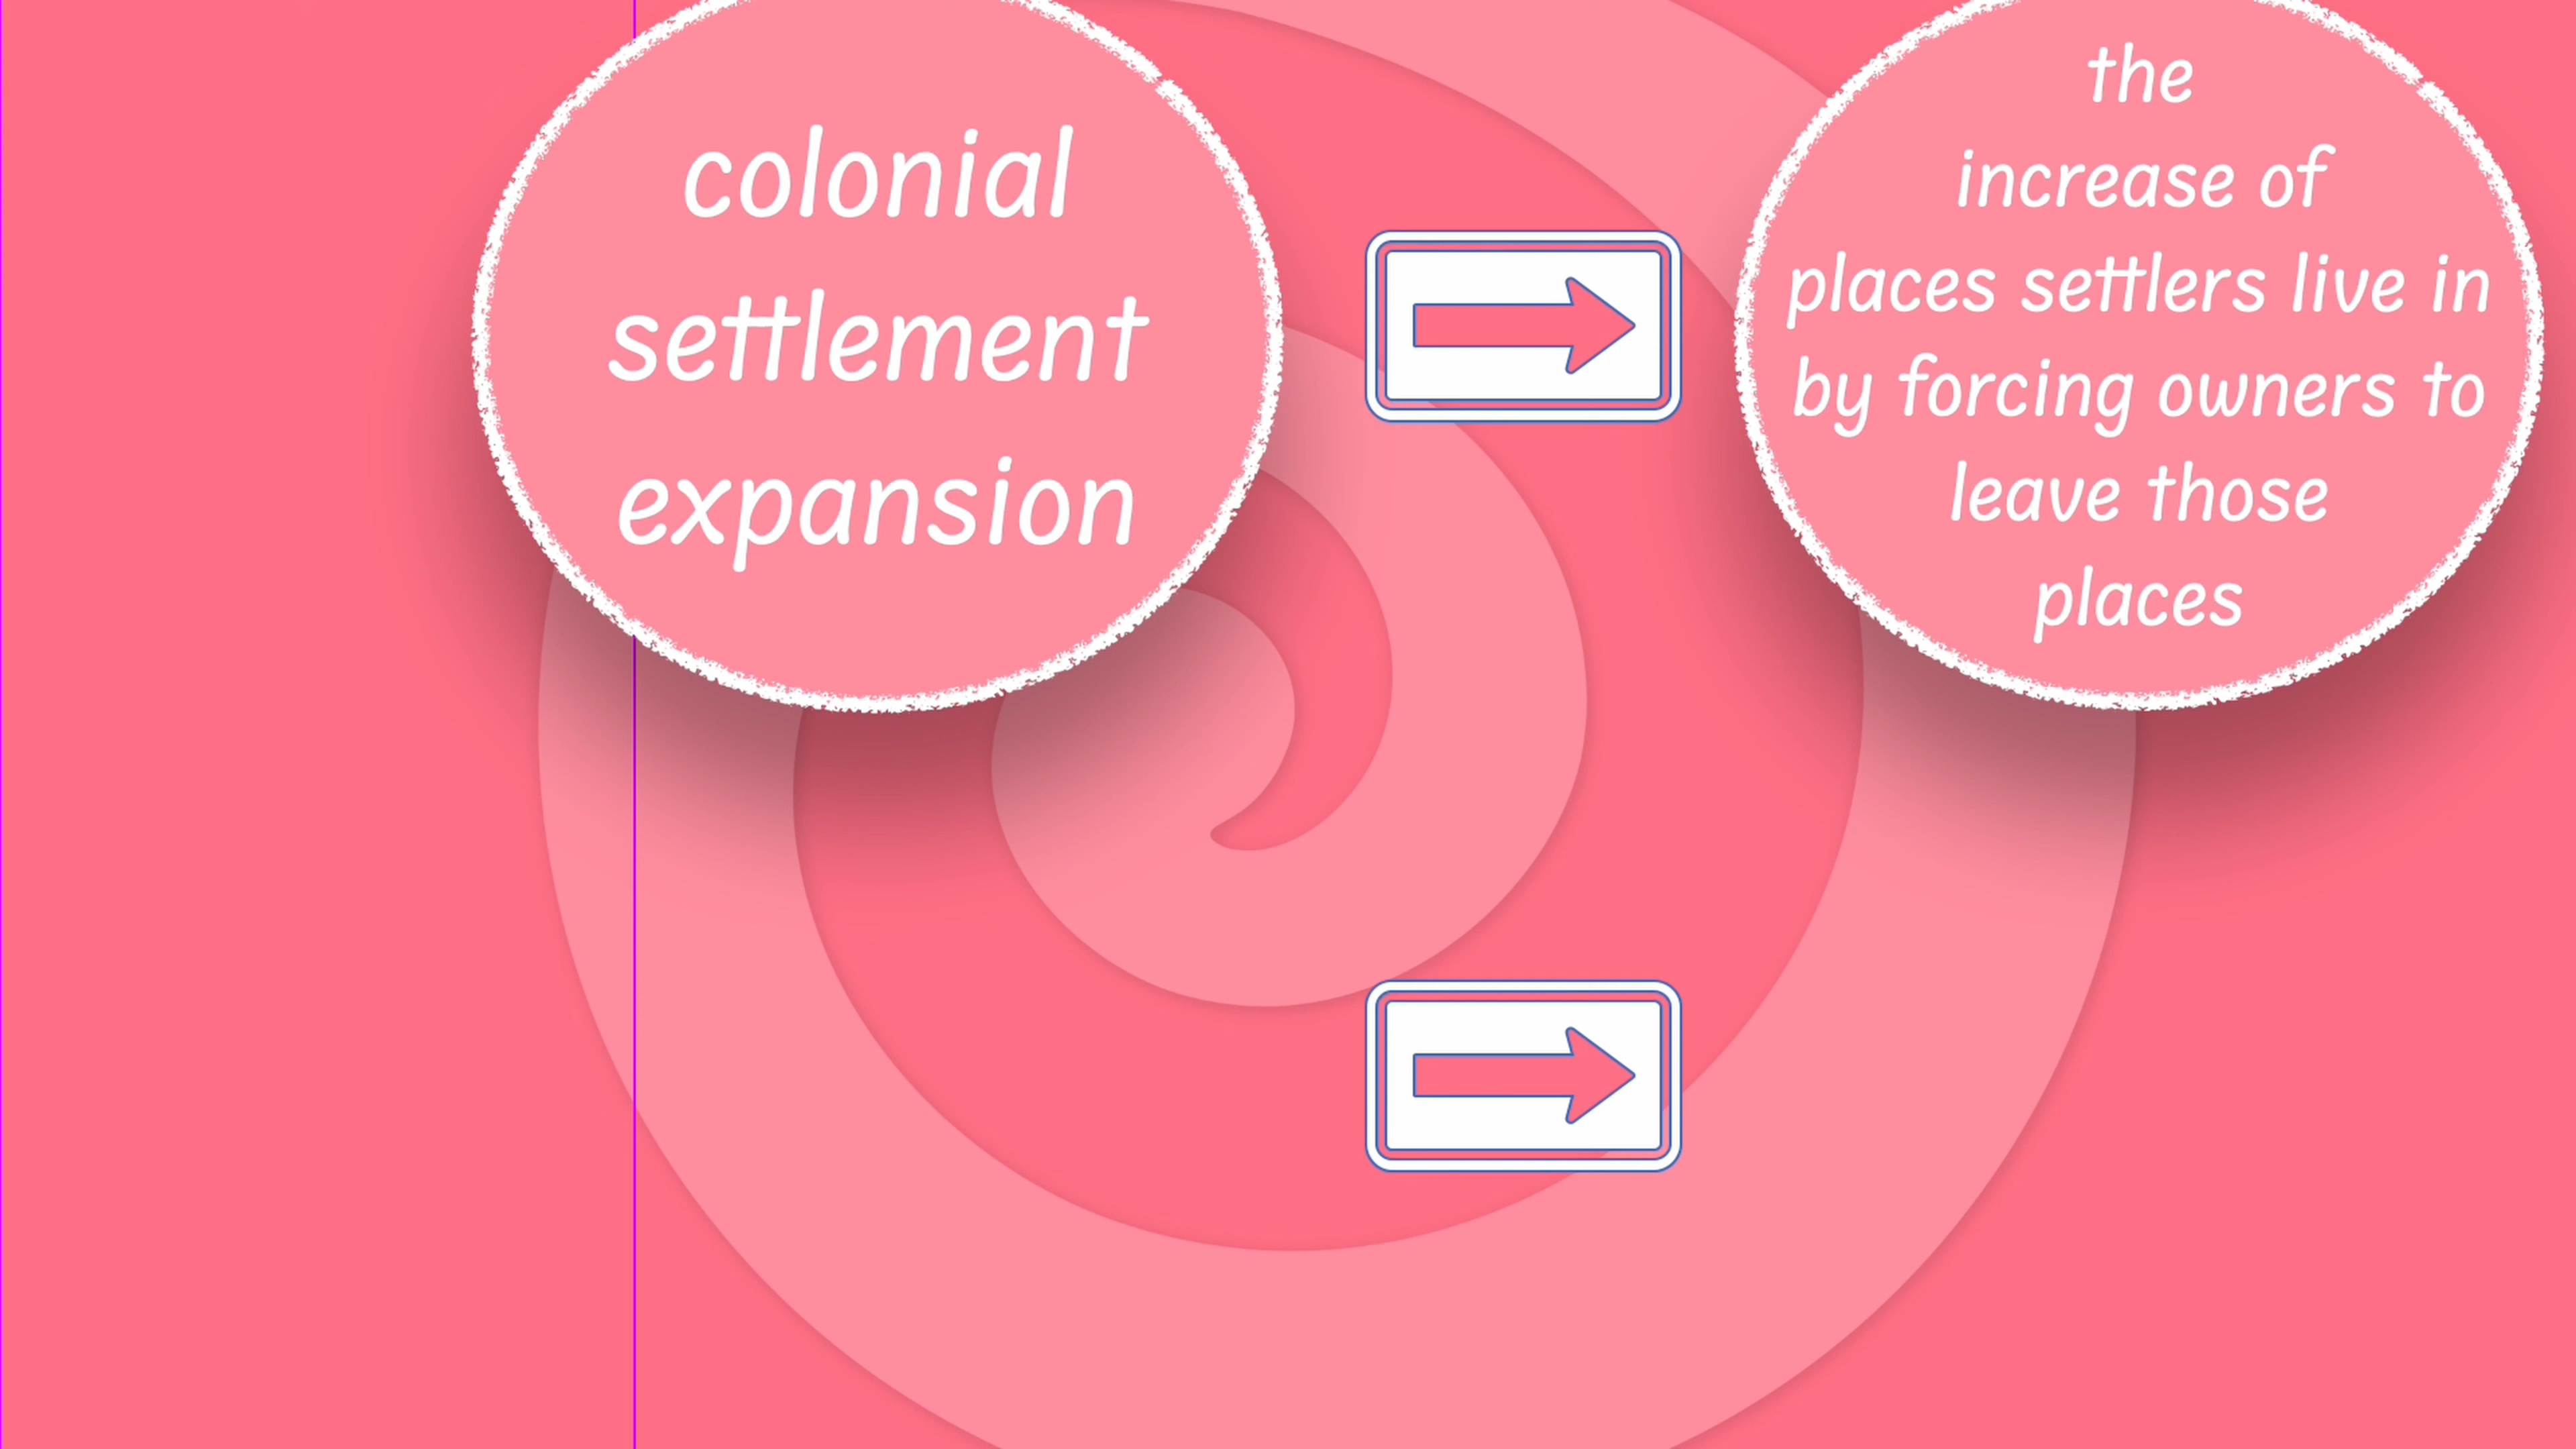 colonial
settlement
expansion
the
increase of
places settlers live in
by forcing owners to
leave those
places